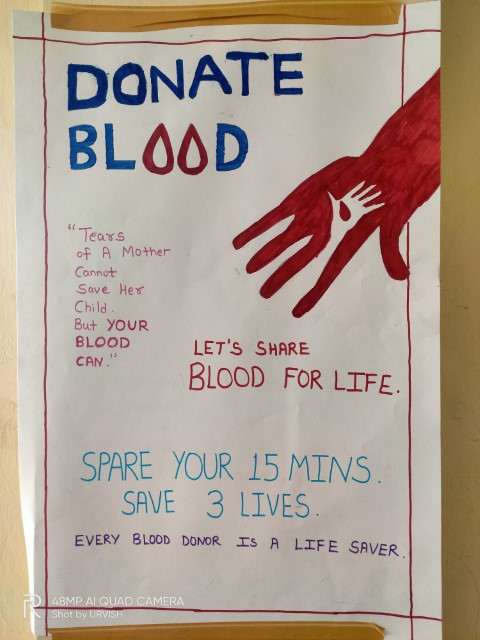 DONATE
BLOOD
"Tears
of A Mother
Cannot
Save Her
Child.
But YOUR
BLOOD
CAN."
LET'S SHARE
BLOOD FOR LIFE.
SPARE YOUR 15 MINS.
SAVE 3 LIVES.
EVERY BLOOD DONOR IS A LIFE SAVER.
48MP AI QUAD CAMERA
Shot by URVISH